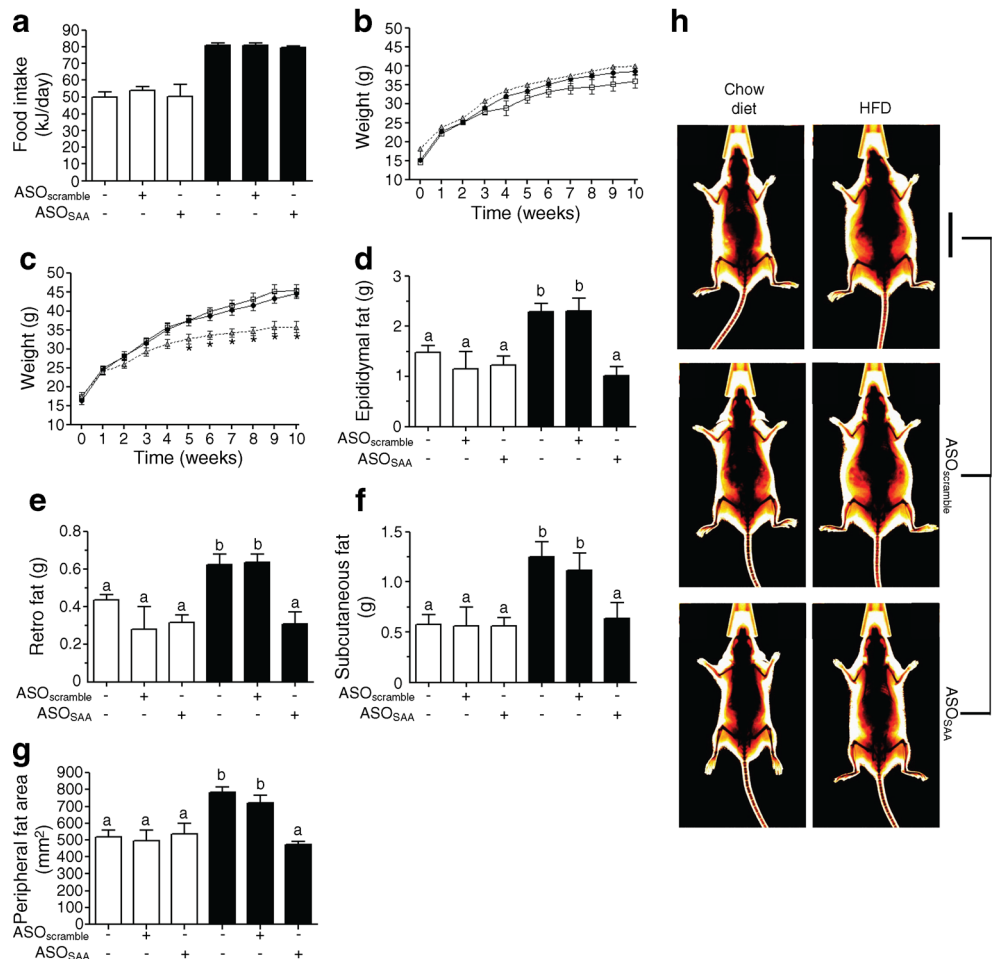 a
Food intake
(kJ/day)
90
80
70
60
50
40
30
20
10
0
ASOscramble - + - - + -
ASOSAA - - + - - +
b
Weight (g)
50
45
40
35
30
25
20
15
10
0 1 2 3 4 5 6 7 8 9 10
Time (weeks)
c
Weight (g)
50
45
40
35
30
25
20
15
10
* * * * * *
0 1 2 3 4 5 6 7 8 9 10
Time (weeks)
d
Epididymal fat (g)
3
2
1
0
a a a b b a
ASOscramble - + - - + -
ASOSAA - - + - - +
e
Retro fat (g)
0.8
0.6
0.4
0.2
0
a a a b b a
ASOscramble - + - - + -
ASOSAA - - + - - +
f
Subcutaneous fat
(g)
1.5
1.0
0.5
0
a a a b b a
ASOscramble - + - - + -
ASOSAA - - + - - +
g
Peripheral fat area
(mm2)
900
800
700
600
500
400
300
200
100
0
a a a b b a
ASOscramble - + - - + -
ASOSAA - - + - - +
h
Chow
diet
HFD
ASOscramble
ASOSAA